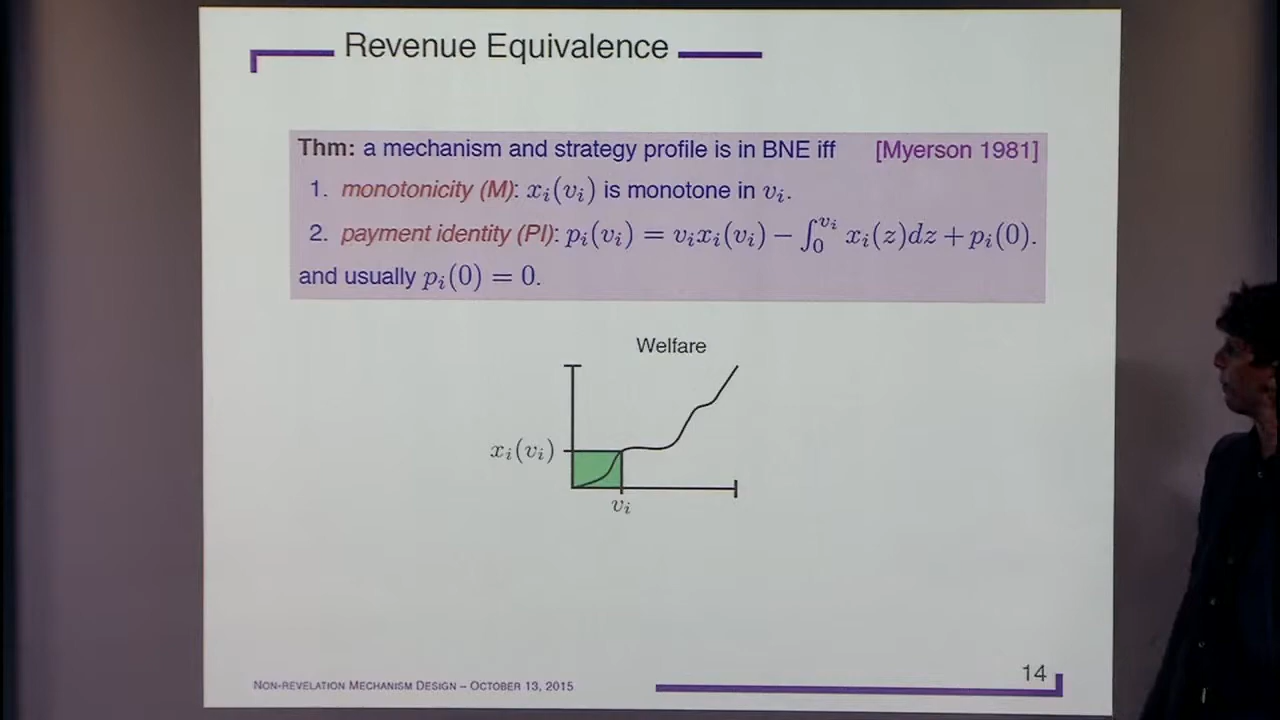 Revenue Equivalence
Thm: a mechanism and strategy profile is in BNE iff [Myerson 1981]
1. monotonicity (M): xᵢ(vᵢ) is monotone in vᵢ.
2. payment identity (PI): pᵢ(vᵢ) = vᵢxᵢ(vᵢ) − ∫₀^vᵢ xᵢ(z)dz + pᵢ(0).
and usually pᵢ(0) = 0.
Welfare
xᵢ(vᵢ)
vᵢ
14
NON-REVELATION MECHANISM DESIGN – OCTOBER 13, 2015